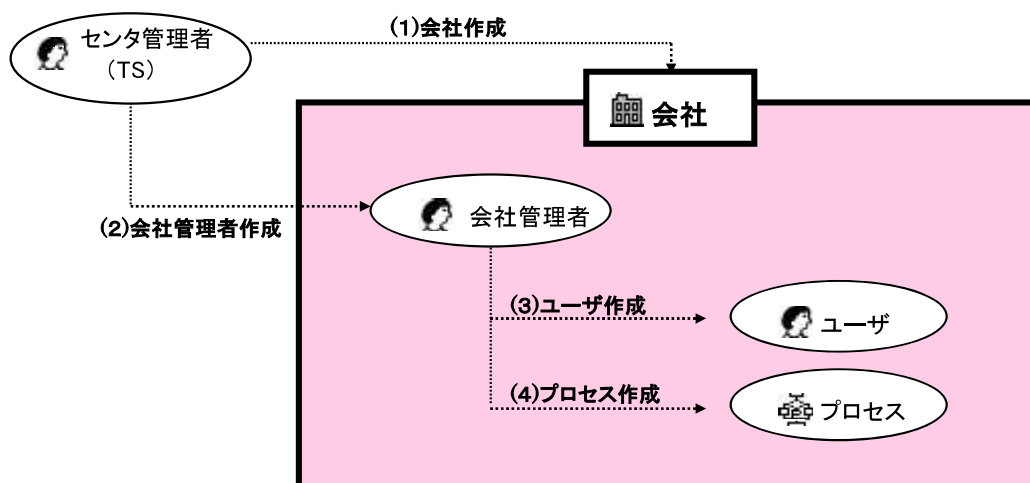 (1)会社作成
センタ管理者
（TS）
会社
会社管理者
(2)会社管理者作成
(3)ユーザ作成
ユーザ
(4)プロセス作成
プロセス